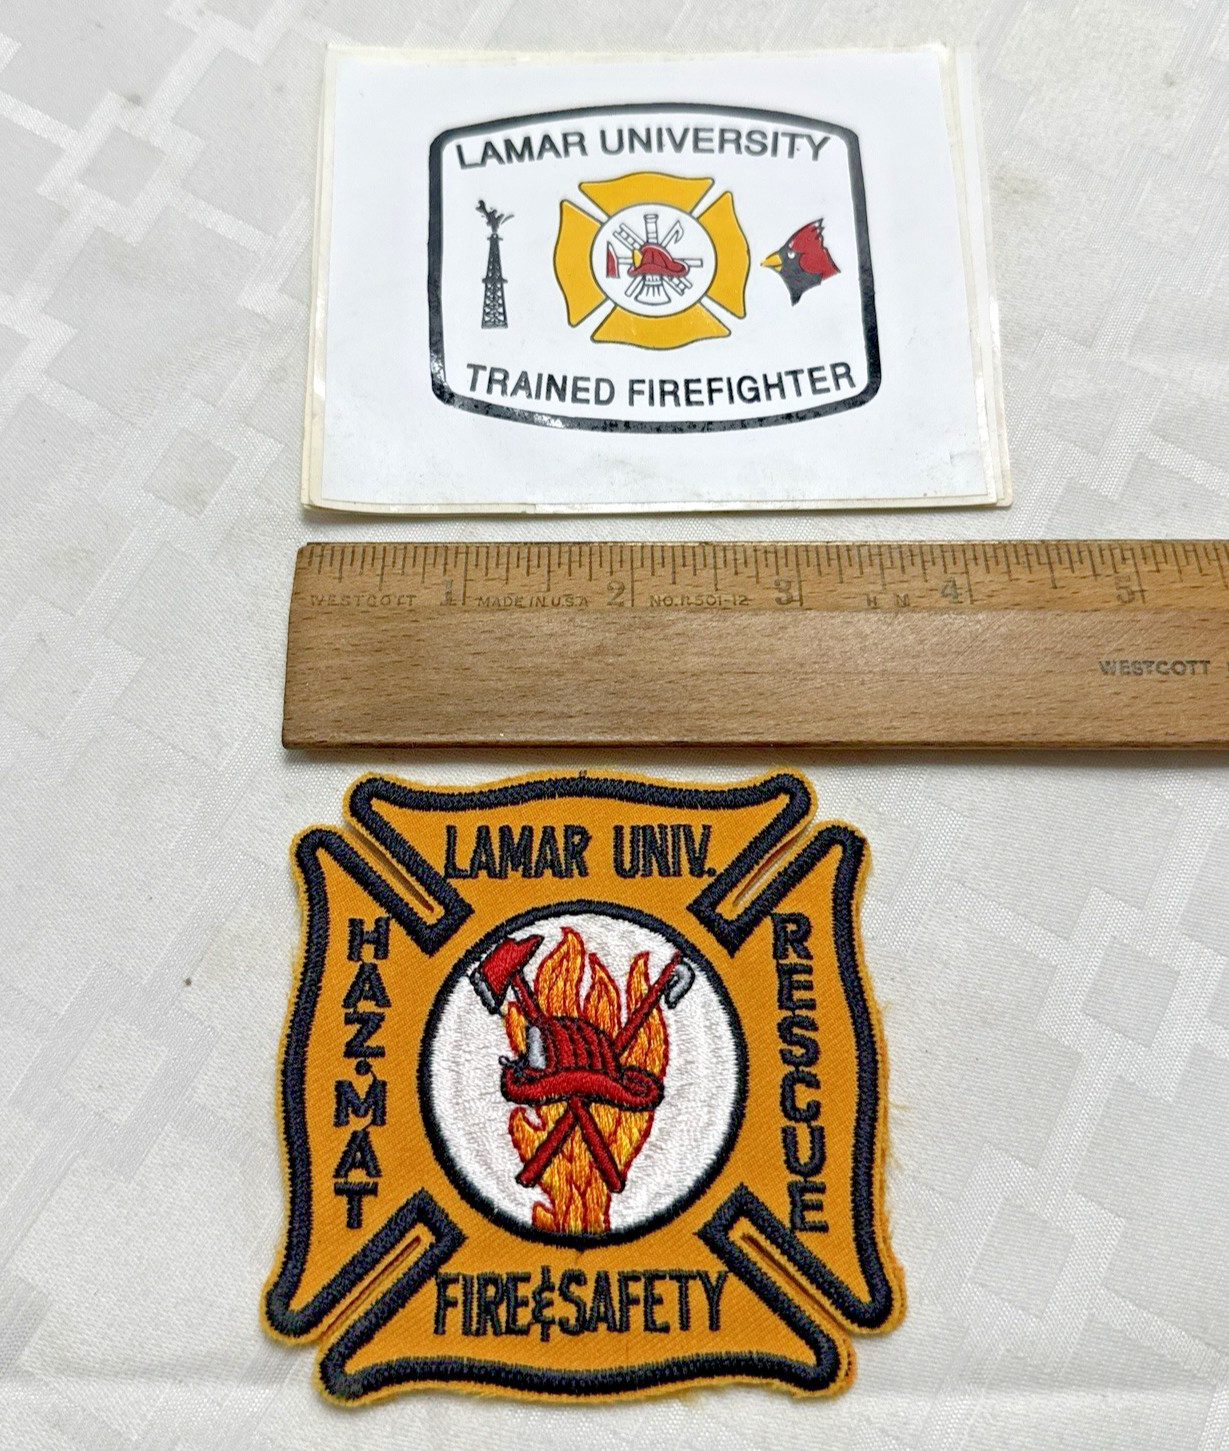 LAMAR UNIVERSITY
TRAINED FIREFIGHTER
1 2 3 4 5
WESTCOTT MADE IN U.S.A NO. R501-12 H M
WESTCOTT
LAMAR UNIV.
HAZ•MAT
RESCUE
FIRE & SAFETY